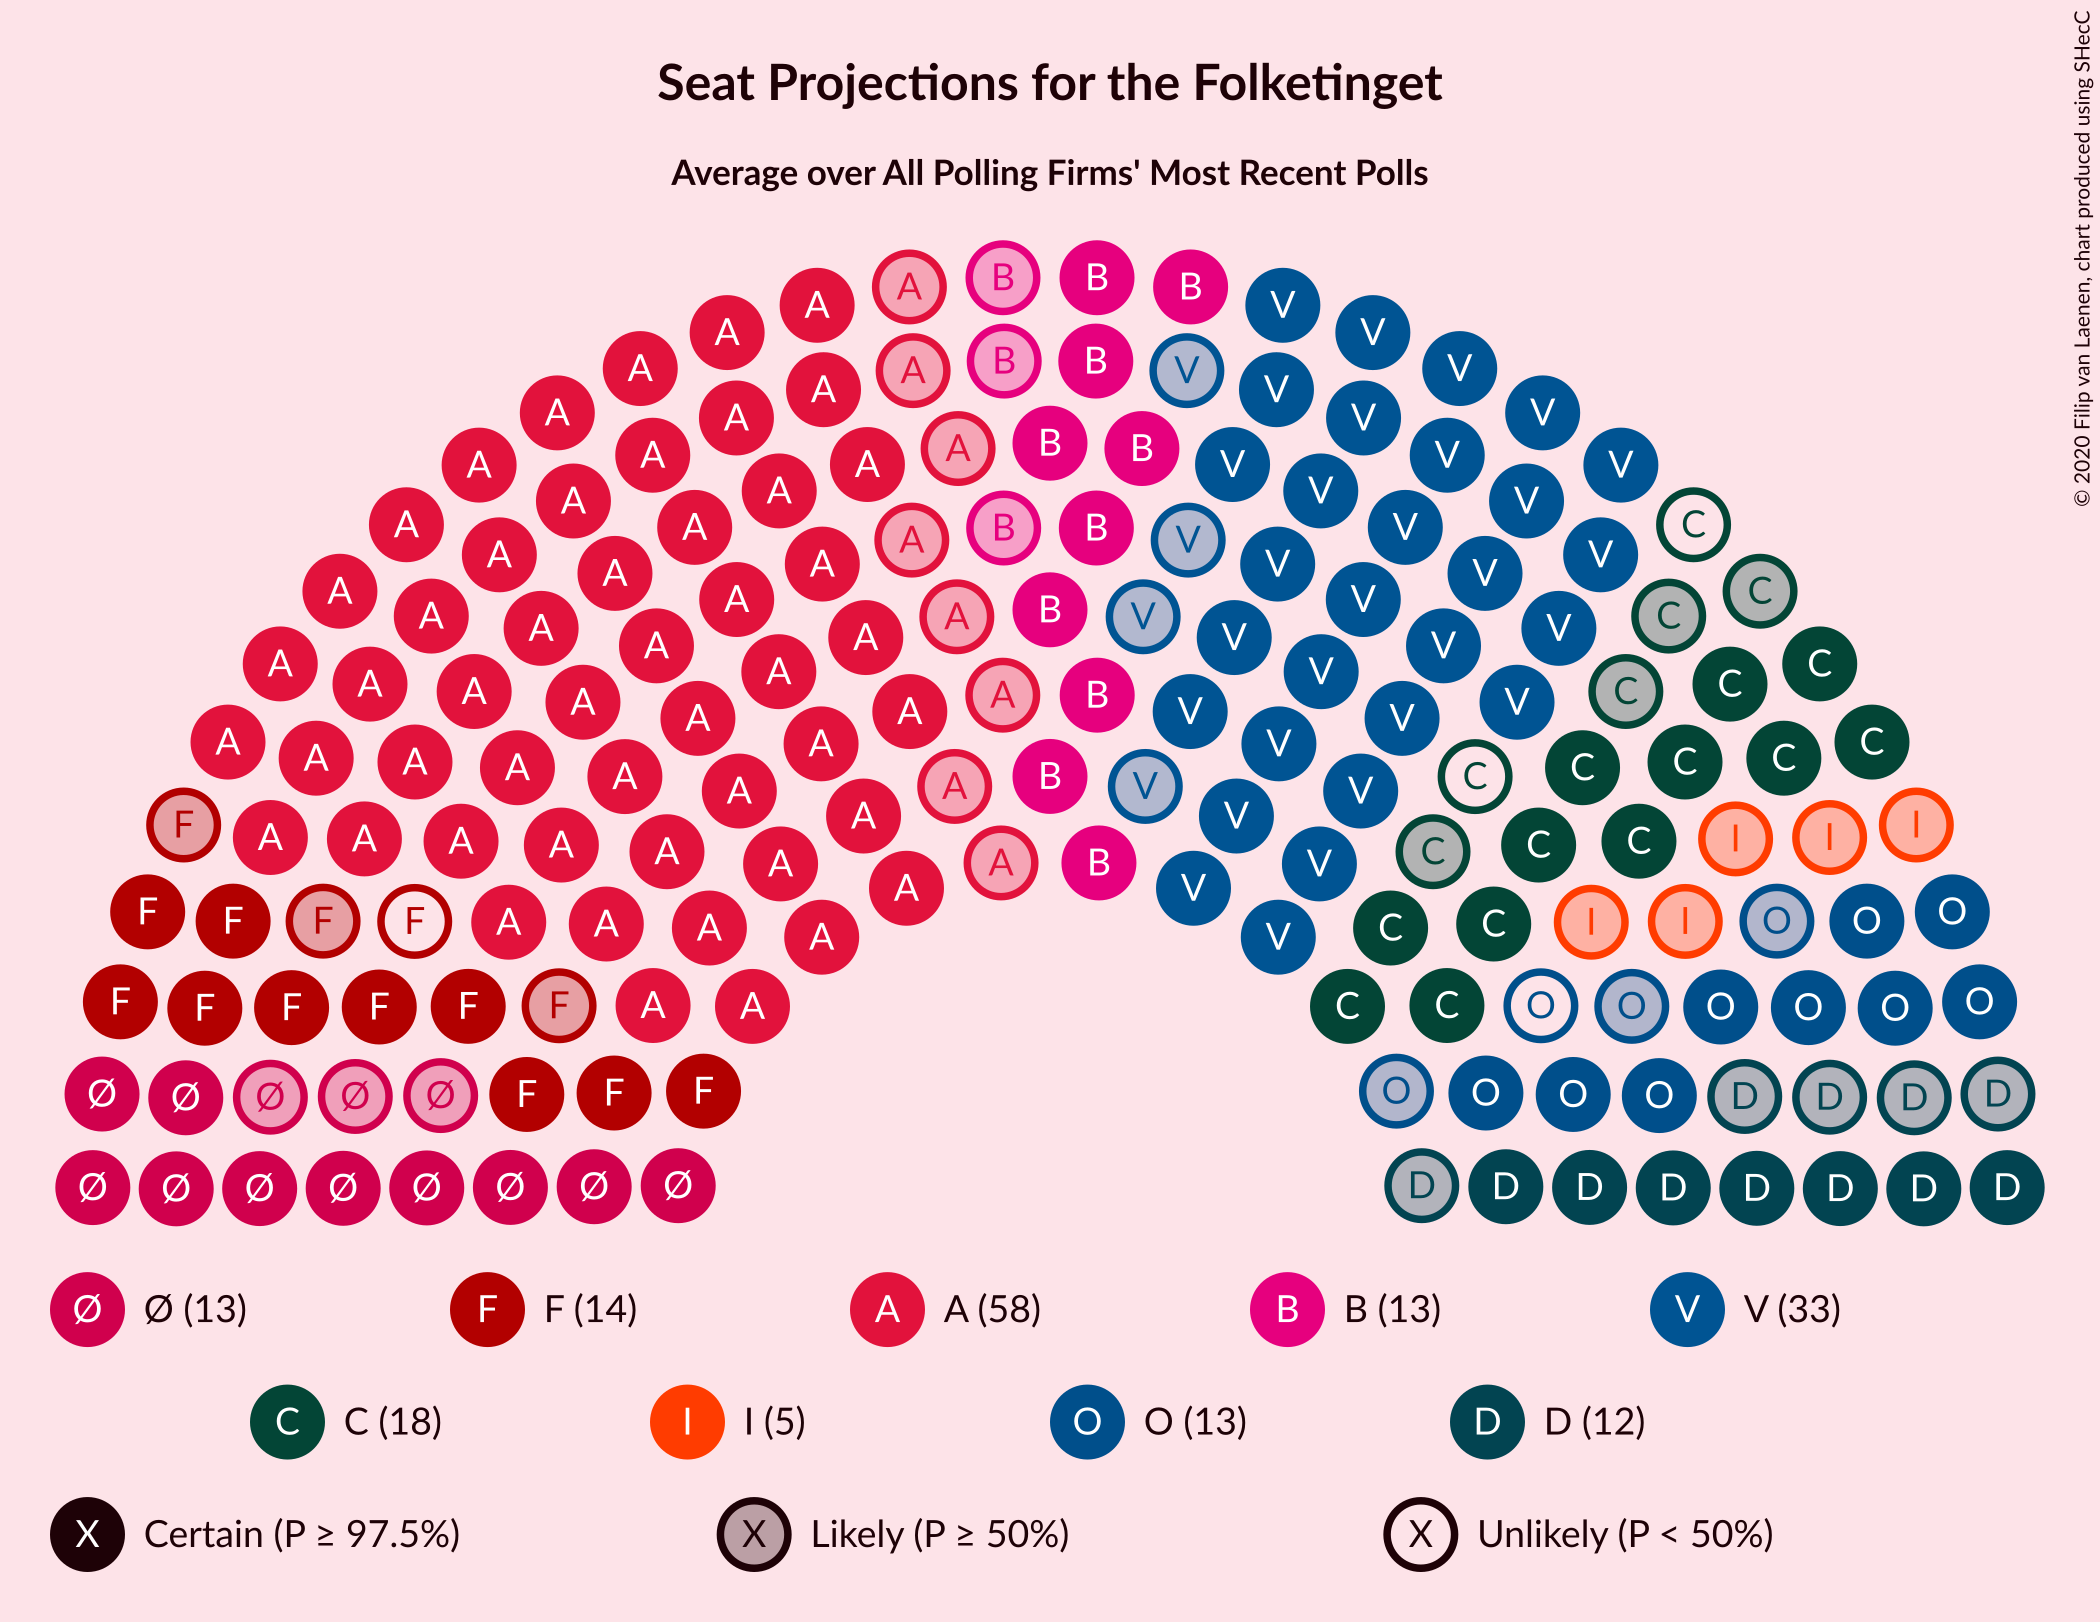 Seat Projections for the Folketinget
Average over All Polling Firms' Most Recent Polls
© 2020 Filip van Laenen, chart produced using SHecC
A A B B B V
A A A B B V V V
A A A B B V V V
A A A A B B V V V V
A A A A B V V V V C
A A A A A B V V V V C
A A A A A B V V V V C C
A A A A A A B V V V C C C
F A A A A A A B V V C C C I I I
F F F F A A A A V C C I I O O O
F F F F F F A A C C O O O O O O
Ø Ø Ø Ø Ø F F F O O O O D D D D
Ø Ø Ø Ø Ø Ø Ø Ø D D D D D D D D
Ø Ø (13) F F (14) A A (58) B B (13) V V (33)
C C (18) I I (5) O O (13) D D (12)
X Certain (P ≥ 97.5%) X Likely (P ≥ 50%) X Unlikely (P < 50%)